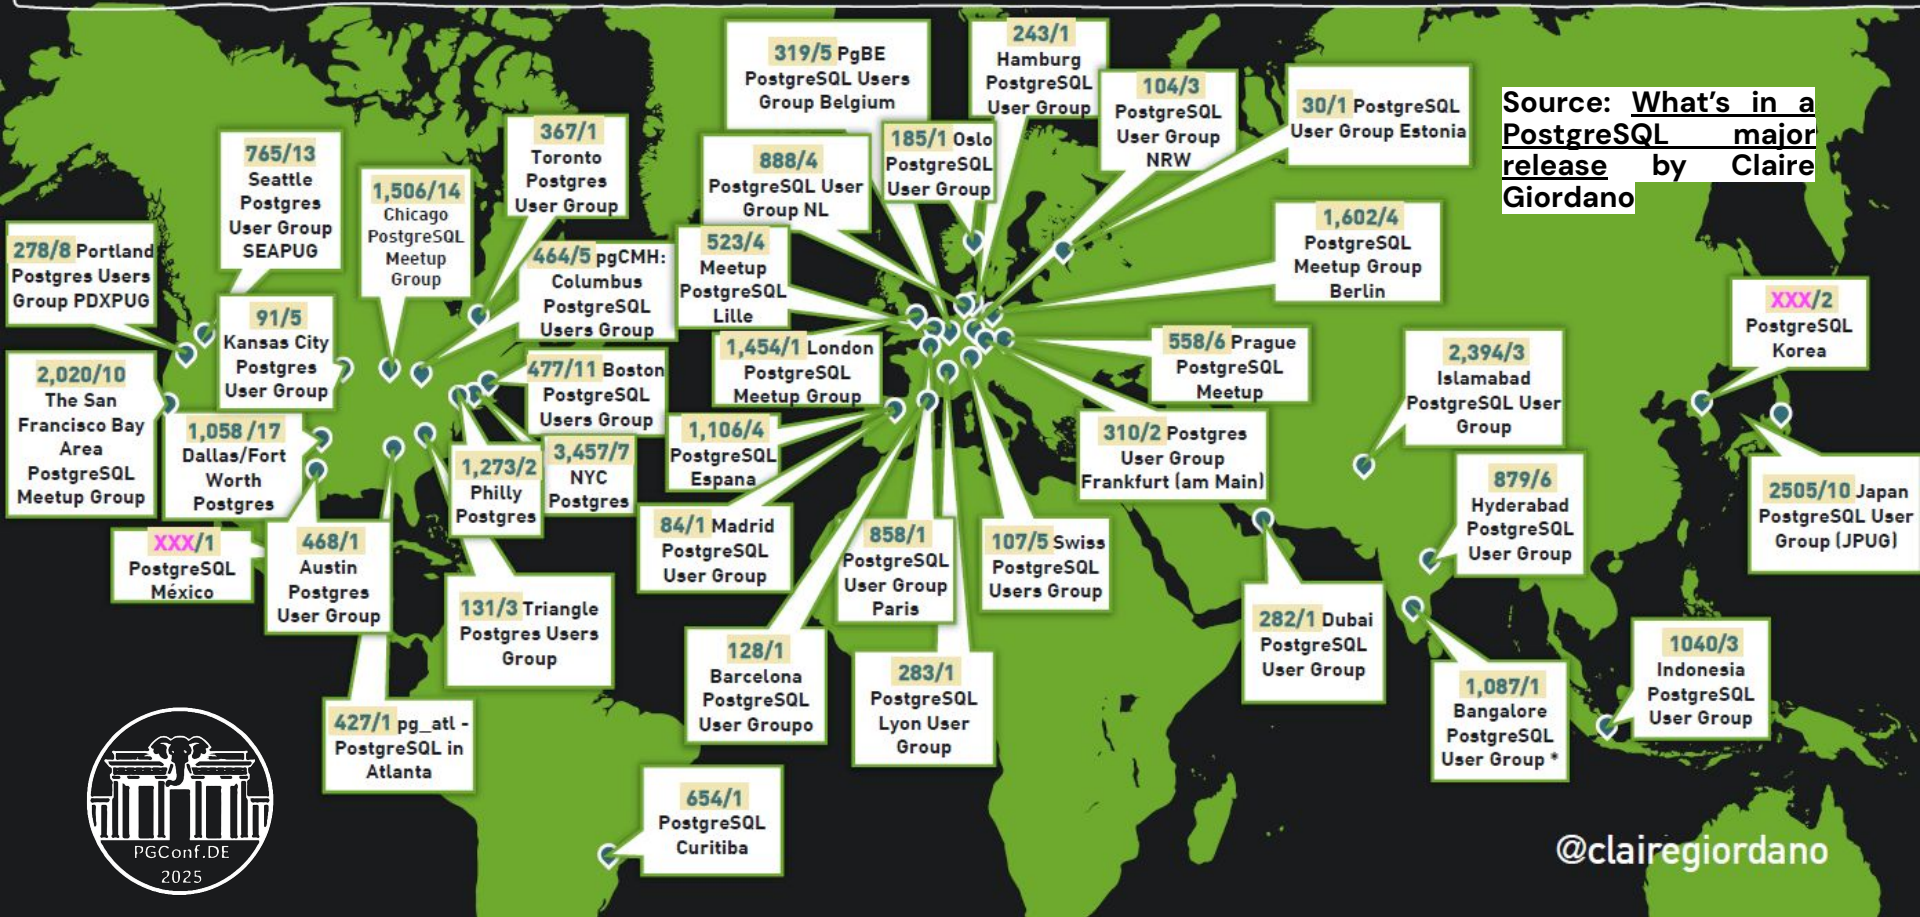 319/5 PgBE
PostgreSQL Users
Group Belgium
243/1
Hamburg
PostgreSQL
User Group
104/3
PostgreSQL
User Group
NRW
30/1 PostgreSQL
User Group Estonia
Source: What's in a
PostgreSQL major
release by Claire
Giordano
765/13
Seattle
Postgres
User Group
SEAPUG
1,506/14
Chicago
PostgreSQL
Meetup
Group
367/1
Toronto
Postgres
User Group
888/4
PostgreSQL User
Group NL
185/1 Oslo
PostgreSQL
User Group
278/8 Portland
Postgres Users
Group PDXPUG
91/5
Kansas City
Postgres
User Group
464/5 pgCMH:
Columbus
PostgreSQL
Users Group
523/4
Meetup
PostgreSQL
Lille
1,602/4
PostgreSQL
Meetup Group
Berlin
XXX/2
PostgreSQL
Korea
2,020/10
The San
Francisco Bay
Area
PostgreSQL
Meetup Group
1,058 /17
Dallas/Fort
Worth
Postgres
477/11 Boston
PostgreSQL
Users Group
1,454/1 London
PostgreSQL
Meetup Group
558/6 Prague
PostgreSQL
Meetup
2,394/3
Islamabad
PostgreSQL User
Group
1,273/2
Philly
Postgres
3,457/7
NYC
Postgres
1,106/4
PostgreSQL
Espana
310/2 Postgres
User Group
Frankfurt (am Main)
879/6
Hyderabad
PostgreSQL
User Group
2505/10 Japan
PostgreSQL User
Group (JPUG)
XXX/1
PostgreSQL
México
468/1
Austin
Postgres
User Group
84/1 Madrid
PostgreSQL
User Group
858/1
PostgreSQL
User Group
Paris
107/5 Swiss
PostgreSQL
Users Group
131/3 Triangle
Postgres Users
Group
128/1
Barcelona
PostgreSQL
User Groupo
283/1
PostgreSQL
Lyon User
Group
282/1 Dubai
PostgreSQL
User Group
1,087/1
Bangalore
PostgreSQL
User Group *
1040/3
Indonesia
PostgreSQL
User Group
427/1 pg_atl -
PostgreSQL in
Atlanta
654/1
PostgreSQL
Curitiba
PGConf.DE
2025
@clairegiordano